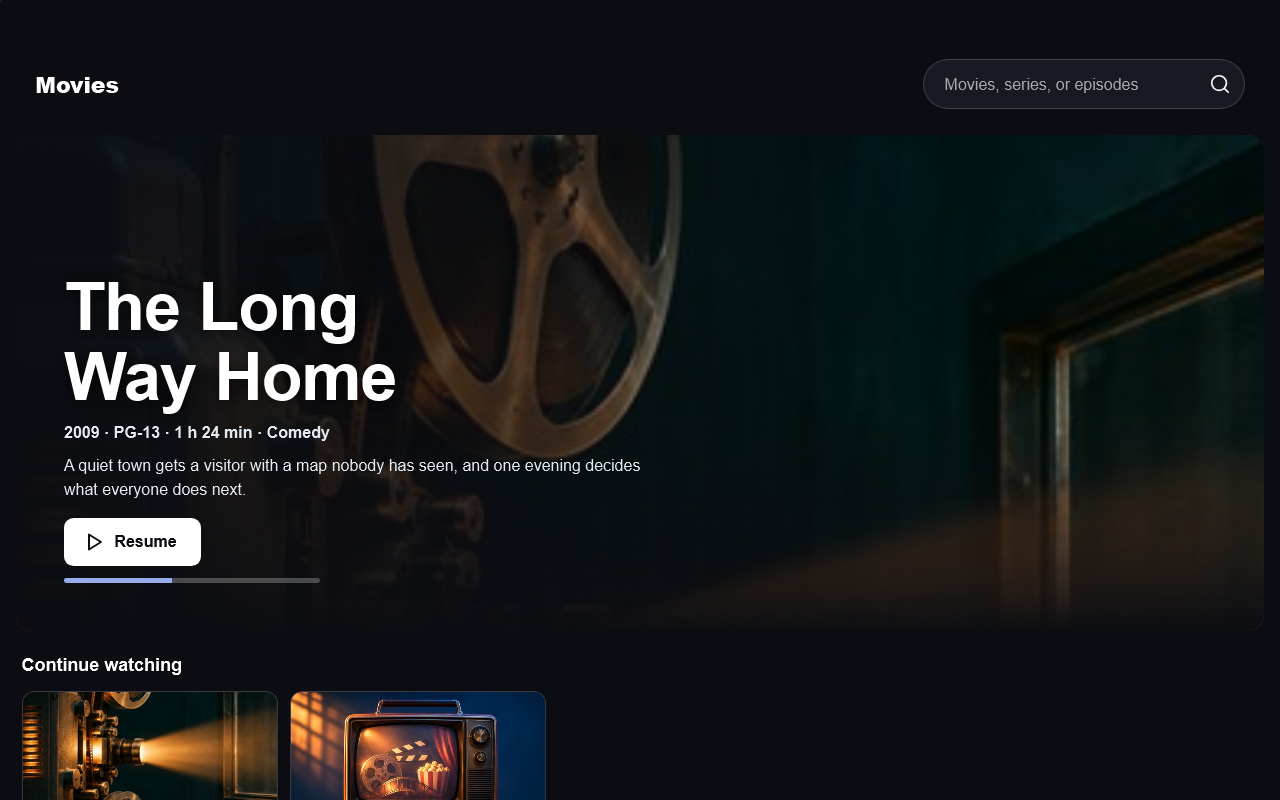 Movies
Movies, series, or episodes
The Long
Way Home
2009 · PG-13 · 1 h 24 min · Comedy
A quiet town gets a visitor with a map nobody has seen, and one evening decides
what everyone does next.
Resume
Continue watching